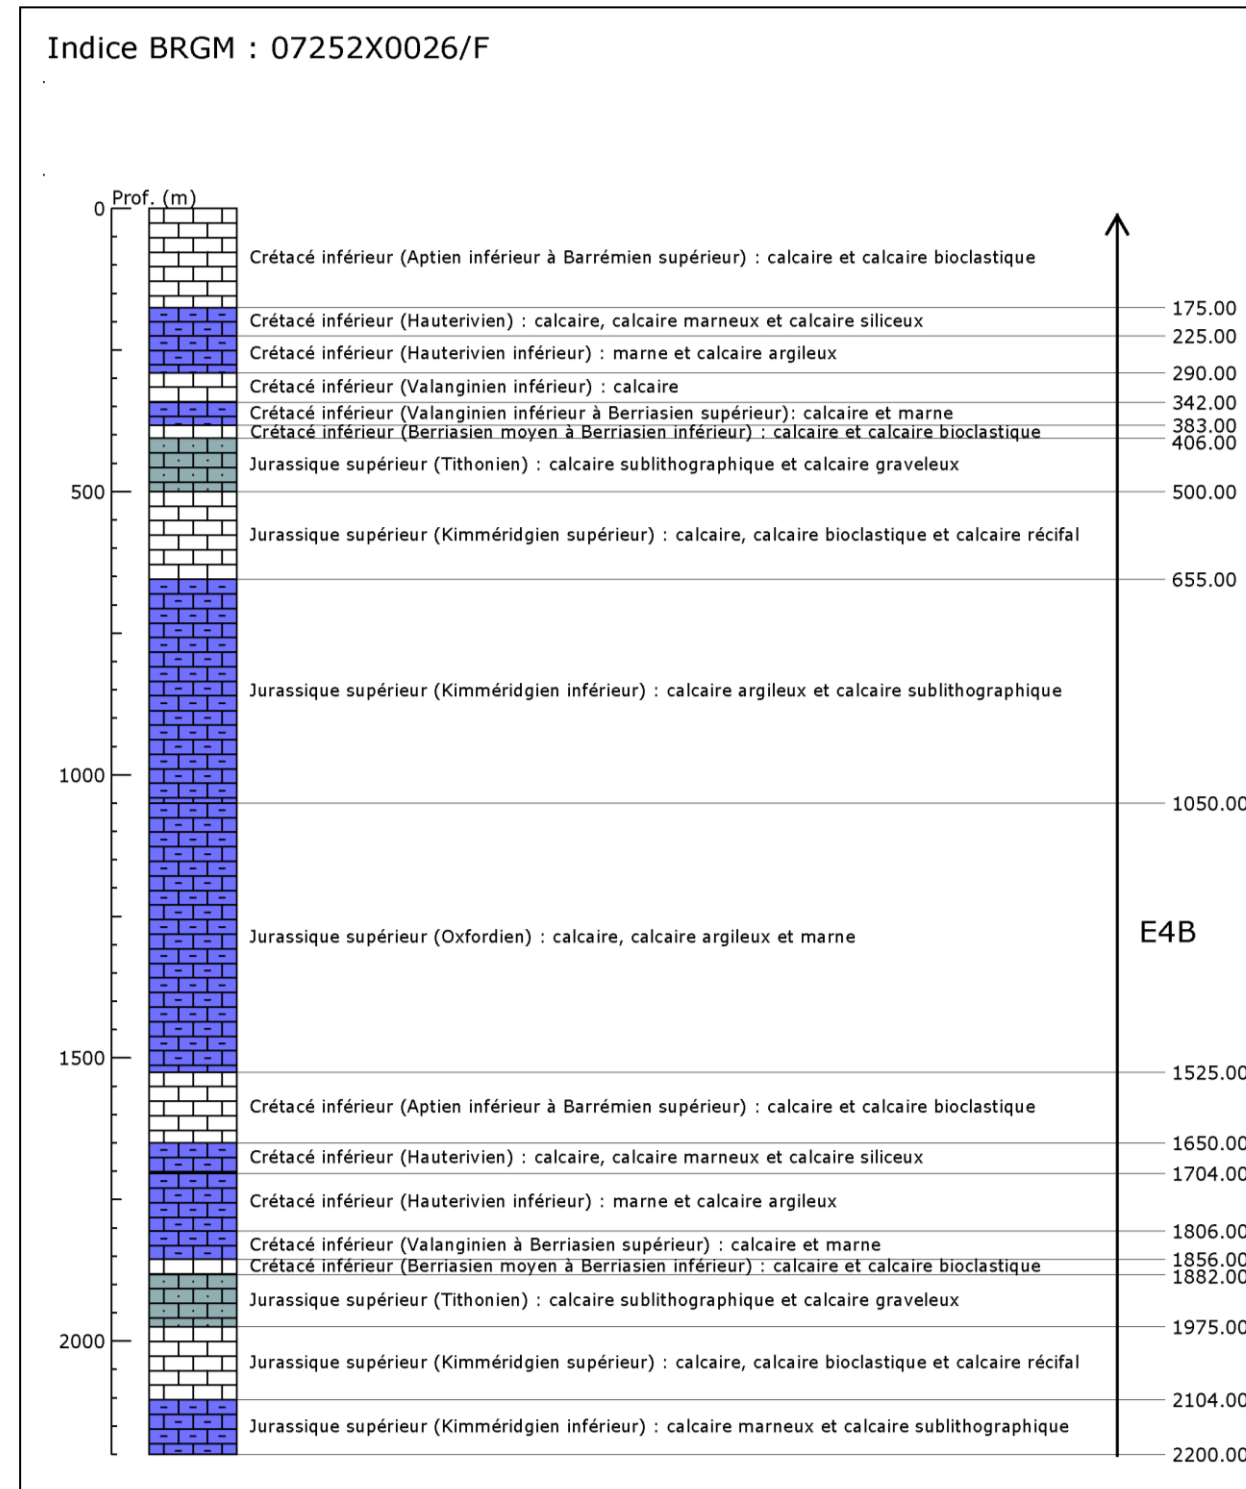 Indice BRGM : 07252X0026/F
Prof. (m)
0
Crétacé inférieur (Aptien inférieur à Barrémien supérieur) : calcaire et calcaire bioclastique
175.00
Crétacé inférieur (Hauterivien) : calcaire, calcaire marneux et calcaire siliceux
225.00
Crétacé inférieur (Hauterivien inférieur) : marne et calcaire argileux
290.00
Crétacé inférieur (Valanginien inférieur) : calcaire
342.00
Crétacé inférieur (Valanginien inférieur à Berriasien supérieur): calcaire et marne
383.00
Crétacé inférieur (Berriasien moyen à Berriasien inférieur) : calcaire et calcaire bioclastique
406.00
Jurassique supérieur (Tithonien) : calcaire sublithographique et calcaire graveleux
500
500.00
Jurassique supérieur (Kimméridgien supérieur) : calcaire, calcaire bioclastique et calcaire récifal
655.00
Jurassique supérieur (Kimméridgien inférieur) : calcaire argileux et calcaire sublithographique
1000
1050.00
E4B
Jurassique supérieur (Oxfordien) : calcaire, calcaire argileux et marne
1500
1525.00
Crétacé inférieur (Aptien inférieur à Barrémien supérieur) : calcaire et calcaire bioclastique
1650.00
Crétacé inférieur (Hauterivien) : calcaire, calcaire marneux et calcaire siliceux
1704.00
Crétacé inférieur (Hauterivien inférieur) : marne et calcaire argileux
1806.00
Crétacé inférieur (Valanginien à Berriasien supérieur) : calcaire et marne
1856.00
Crétacé inférieur (Berriasien moyen à Berriasien inférieur) : calcaire et calcaire bioclastique
1882.00
Jurassique supérieur (Tithonien) : calcaire sublithographique et calcaire graveleux
1975.00
2000
Jurassique supérieur (Kimméridgien supérieur) : calcaire, calcaire bioclastique et calcaire récifal
2104.00
Jurassique supérieur (Kimméridgien inférieur) : calcaire marneux et calcaire sublithographique
2200.00